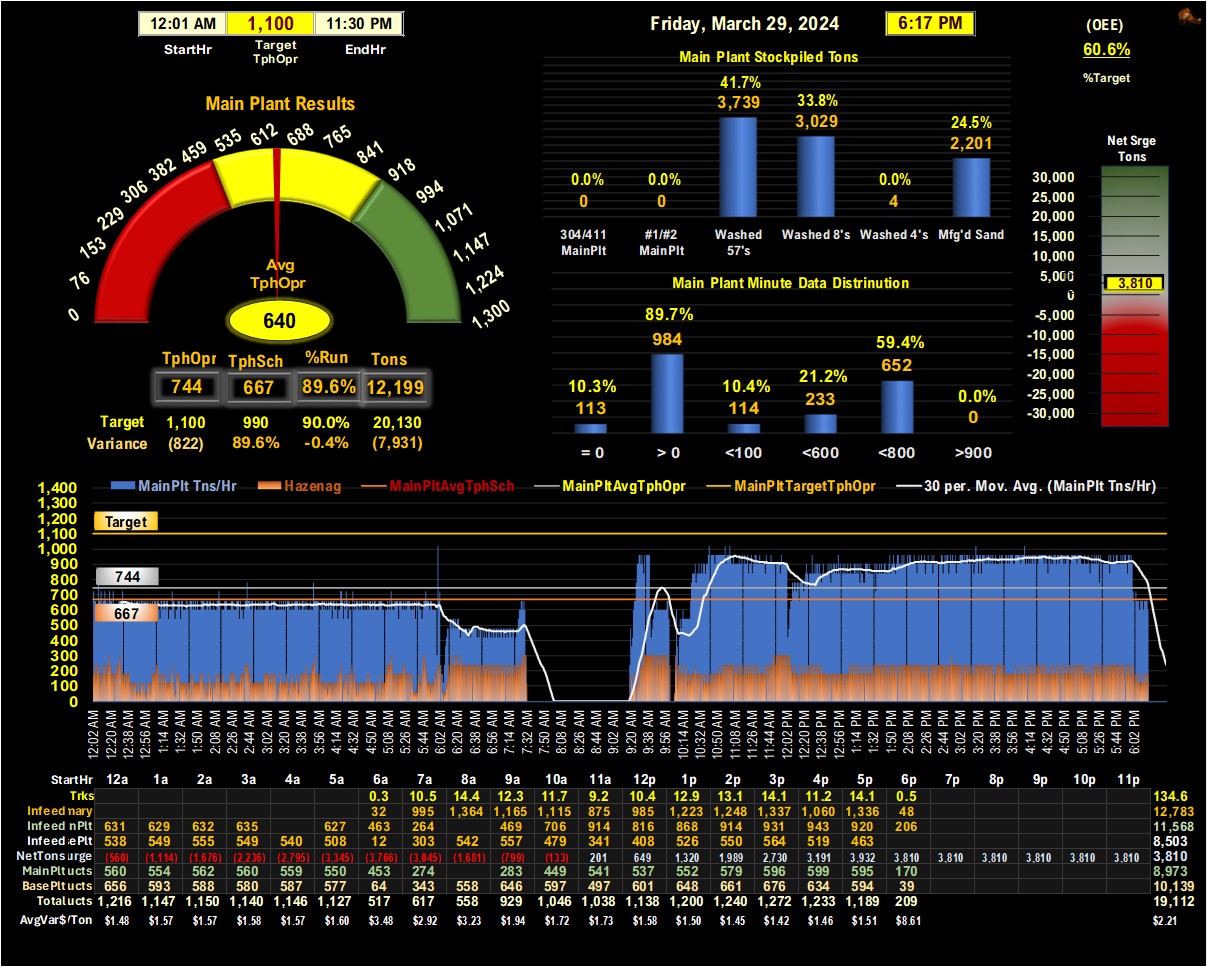 12:01 AM 1,100 11:30 PM
StartHr Target TphOpr EndHr
Friday, March 29, 2024 6:17 PM
(OEE)
60.6%
%Target
Main Plant Results
0 76 153 229 306 382 459 535 612 688 765 841 918 994 1,071 1,147 1,224 1,300
Avg
TphOpr
640
TphOpr TphSch %Run Tons
744 667 89.6% 12,199
Target 1,100 990 90.0% 20,130
Variance (822) 89.6% -0.4% (7,931)
Main Plant Stockpiled Tons
0.0% 0.0% 41.7% 33.8% 0.0% 24.5%
0 0 3,739 3,029 4 2,201
304/411 MainPlt #1/#2 MainPlt Washed 57's Washed 8's Washed 4's Mfg'd Sand
Main Plant Minute Data Distrinution
10.3% 89.7% 10.4% 21.2% 59.4% 0.0%
113 984 114 233 652 0
= 0 > 0 <100 <600 <800 >900
Net Srge
Tons
30,000
25,000
20,000
15,000
10,000
5,000
3,810
0
-5,000
-10,000
-15,000
-20,000
-25,000
-30,000
MainPlt Tns/Hr Hazenag MainPltAvgTphSch MainPltAvgTphOpr MainPltTargetTphOpr 30 per. Mov. Avg. (MainPlt Tns/Hr)
1,400
1,300
1,200
1,100
1,000
900
800
700
600
500
400
300
200
100
0
Target
744
667
12:02 AM 12:20 AM 12:38 AM 12:56 AM 1:14 AM 1:32 AM 1:50 AM 2:08 AM 2:26 AM 2:44 AM 3:02 AM 3:20 AM 3:38 AM 3:56 AM 4:14 AM 4:32 AM 4:50 AM 5:08 AM 5:26 AM 5:44 AM 6:02 AM 6:20 AM 6:38 AM 6:56 AM 7:14 AM 7:32 AM 7:50 AM 8:08 AM 8:26 AM 8:44 AM 9:02 AM 9:20 AM 9:38 AM 9:56 AM 10:14 AM 10:32 AM 10:50 AM 11:08 AM 11:26 AM 11:44 AM 12:02 PM 12:20 PM 12:38 PM 12:56 PM 1:14 PM 1:32 PM 1:50 PM 2:08 PM 2:26 PM 2:44 PM 3:02 PM 3:20 PM 3:38 PM 3:56 PM 4:14 PM 4:32 PM 4:50 PM 5:08 PM 5:26 PM 5:44 PM 6:02 PM
StartHr 12a 1a 2a 3a 4a 5a 6a 7a 8a 9a 10a 11a 12p 1p 2p 3p 4p 5p 6p 7p 8p 9p 10p 11p
Trks 0.3 10.5 14.4 12.3 11.7 9.2 10.4 12.9 13.1 14.1 11.2 14.1 0.5 134.6
Infeed mary 32 995 1,364 1,165 1,115 875 985 1,223 1,248 1,337 1,060 1,336 48 12,783
Infeed nPlt 631 629 632 635 627 463 264 469 706 914 816 868 914 931 943 920 206 11,568
Infeed ePlt 538 549 555 549 540 508 12 303 542 557 479 341 408 526 550 564 519 463 8,503
NetTonsurge (560) (1,114) (1,676) (2,236) (2,795) (3,345) (3,766) (3,045) (1,681) (799) (133) 201 649 1,320 1,989 2,730 3,191 3,932 3,810 3,810 3,810 3,810 3,810 3,810 3,810
MainPlt ucts 560 554 562 560 559 550 453 274 283 449 541 537 552 579 596 599 595 170 8,973
BasePlt ucts 656 593 588 580 587 577 64 343 558 646 597 497 601 648 661 676 634 594 39 10,139
Totalucts 1,216 1,147 1,150 1,140 1,146 1,127 517 617 558 929 1,046 1,038 1,138 1,200 1,240 1,272 1,233 1,189 209 19,112
AvgVar$/Ton $1.48 $1.57 $1.57 $1.58 $1.57 $1.60 $3.48 $2.92 $3.23 $1.94 $1.72 $1.73 $1.58 $1.50 $1.45 $1.42 $1.46 $1.51 $8.61 $2.21